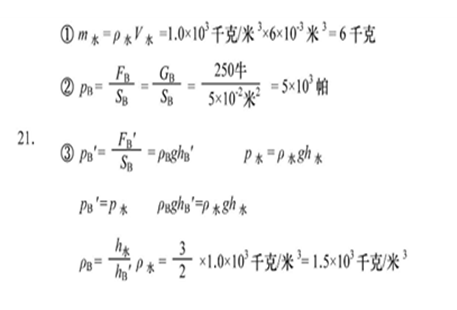 ① m水=ρ水V水=1.0×10³千克/米³×6×10⁻³米³=6千克
② pB=FB/SB=GB/SB=250牛/5×10⁻²米²=5×10³帕
21.
③ pB′=FB′/SB=ρBghB′ p水=ρ水gh水
pB′=p水 ρBghB′=ρ水gh水
ρB=h水/hB′ρ水=3/2×1.0×10³千克/米³=1.5×10³千克/米³